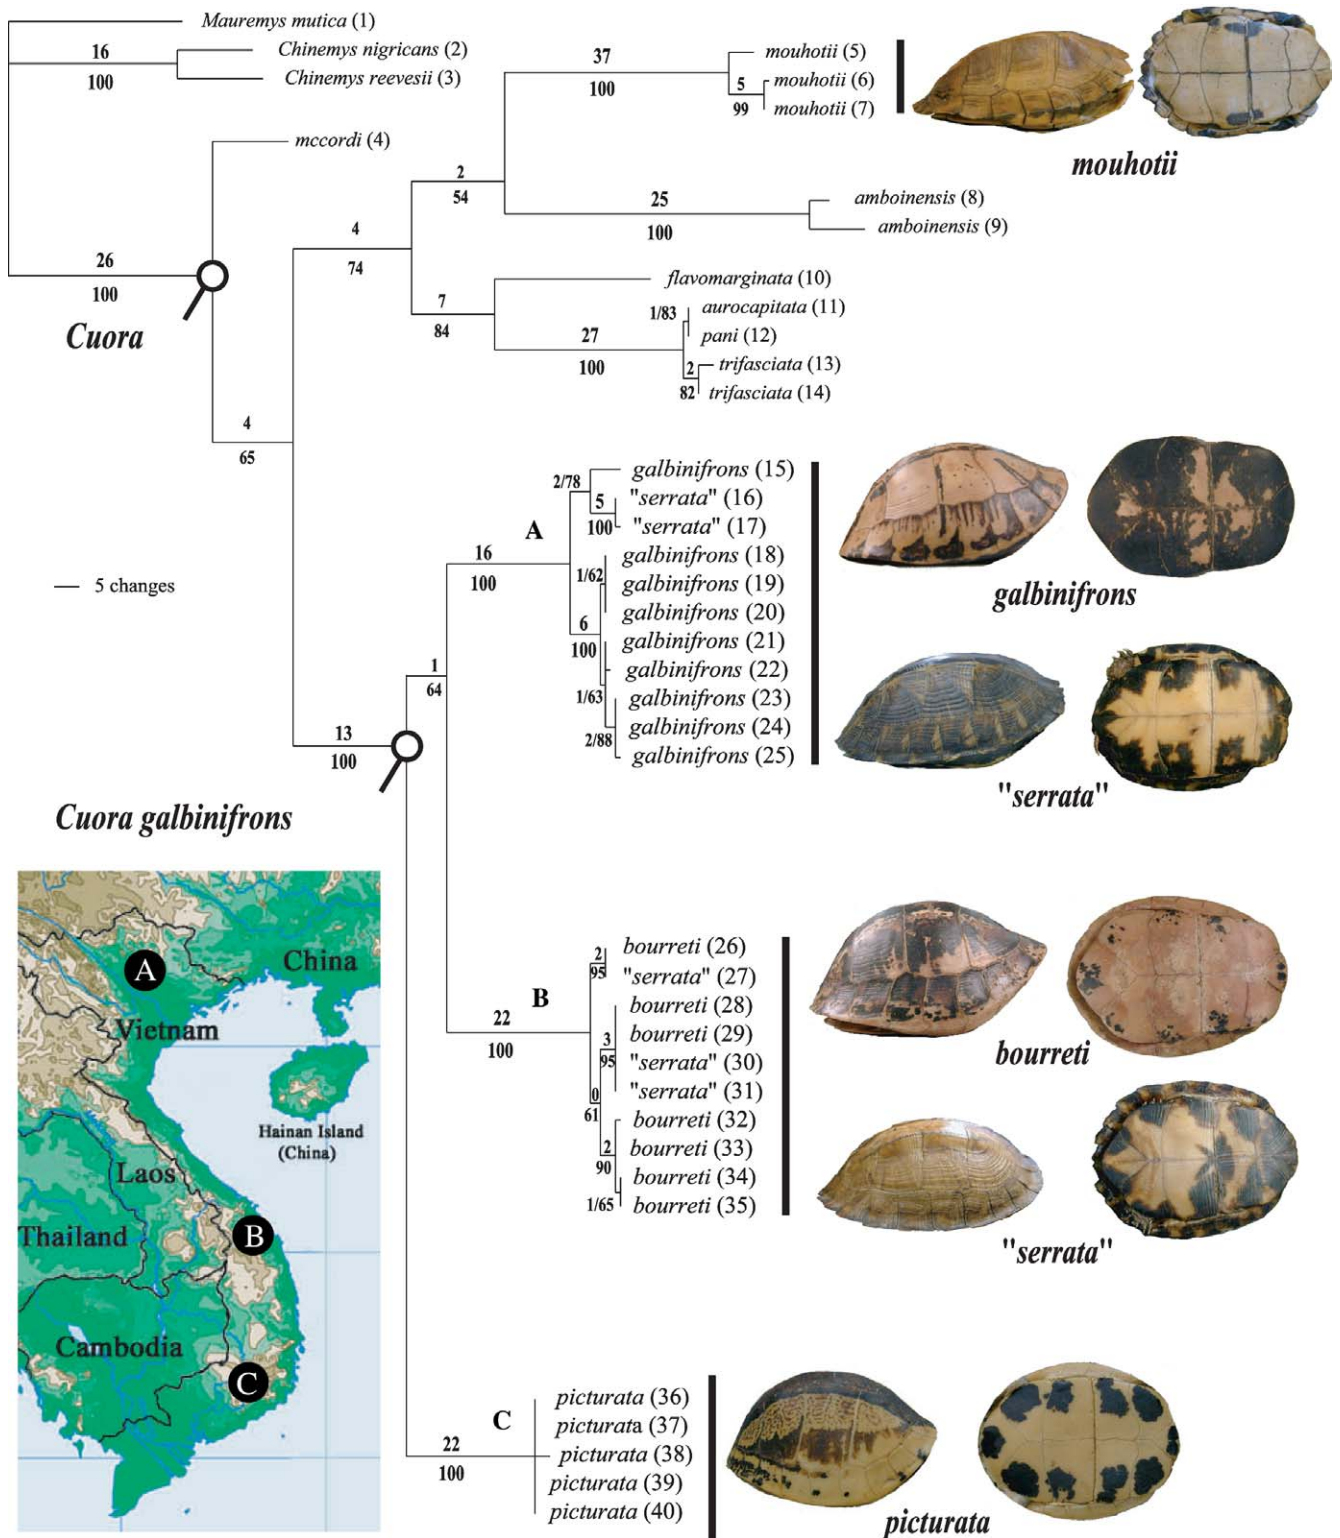 Mauremys mutica (1)
16
100
Chinemys nigricans (2)
Chinemys reevesii (3)
mccordi (4)
26
100
Cuora
37
100
mouhotii (5)
5
99
mouhotii (6)
mouhotii (7)
mouhotii
2
54
25
100
amboinensis (8)
amboinensis (9)
4
74
flavomarginata (10)
7
84
1/83
aurocapitata (11)
pani (12)
27
100
2
82
trifasciata (13)
trifasciata (14)
4
65
5 changes
A
16
100
2/78
galbinifrons (15)
5
100
"serrata" (16)
"serrata" (17)
1/62
galbinifrons (18)
galbinifrons (19)
galbinifrons (20)
6
100
galbinifrons (21)
galbinifrons (22)
1/63
galbinifrons (23)
galbinifrons (24)
2/88
galbinifrons (25)
galbinifrons
"serrata"
1
64
13
100
Cuora galbinifrons
B
22
100
2
95
bourreti (26)
"serrata" (27)
bourreti (28)
bourreti (29)
3
95
"serrata" (30)
"serrata" (31)
0
61
bourreti (32)
bourreti (33)
2
90
bourreti (34)
1/65
bourreti (35)
bourreti
"serrata"
C
22
100
picturata (36)
picturata (37)
picturata (38)
picturata (39)
picturata (40)
picturata
A
China
Vietnam
Hainan Island
(China)
Laos
Thailand
B
Cambodia
C